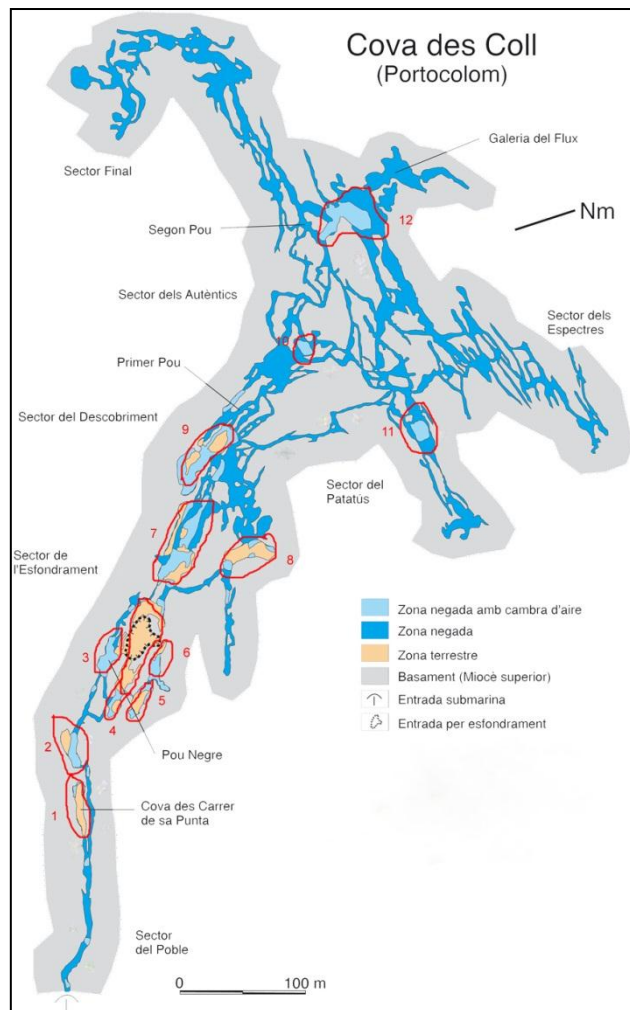 Cova des Coll
(Portocolom)
Galeria del Flux
Sector Final
Nm
Segon Pou
12
Sector dels Autèntics
Sector dels
Espectres
10
Primer Pou
Sector del Descobriment
9
11
Sector del
Patatús
7
Sector de
l'Esfondrament
8
3
6
5
4
Pou Negre
2
1
Cova des Carrer
de sa Punta
Zona negada amb cambra d'aire
Zona negada
Zona terrestre
Basament (Miocè superior)
Entrada submarina
Entrada per esfondrament
Sector
del Poble
0 100 m